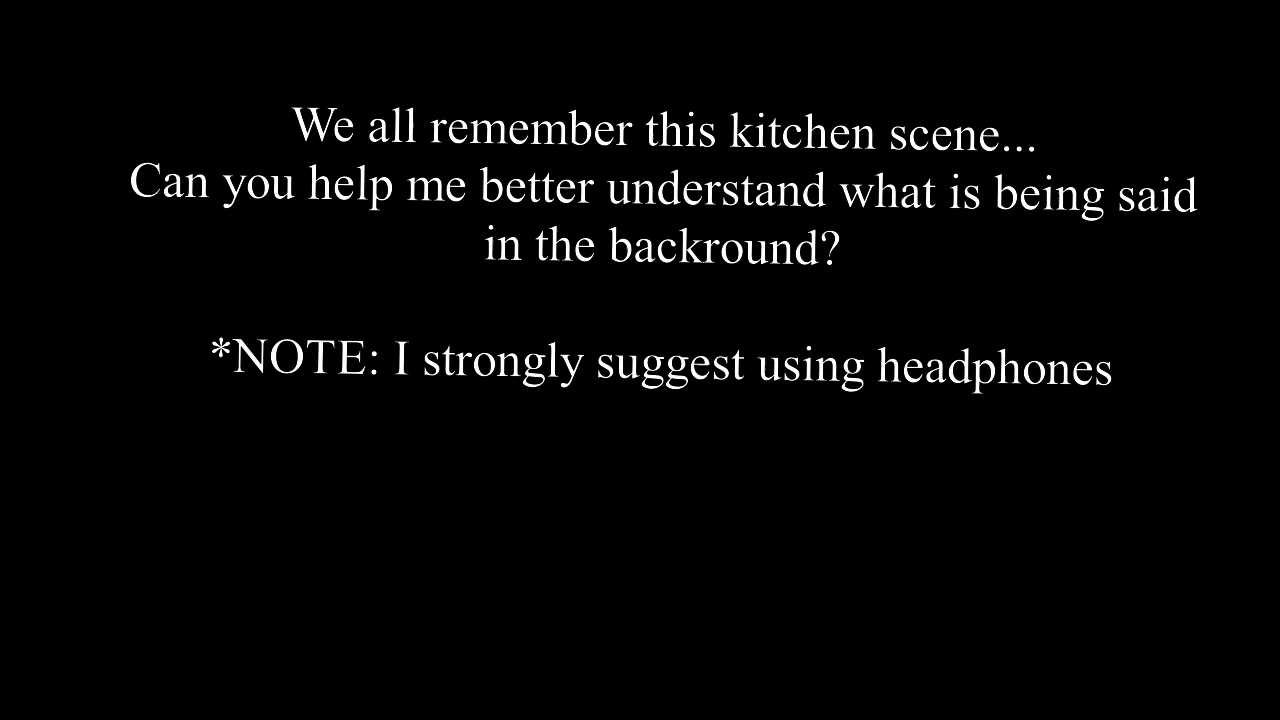 We all remember this kitchen scene...
Can you help me better understand what is being said
in the backround?
*NOTE: I strongly suggest using headphones